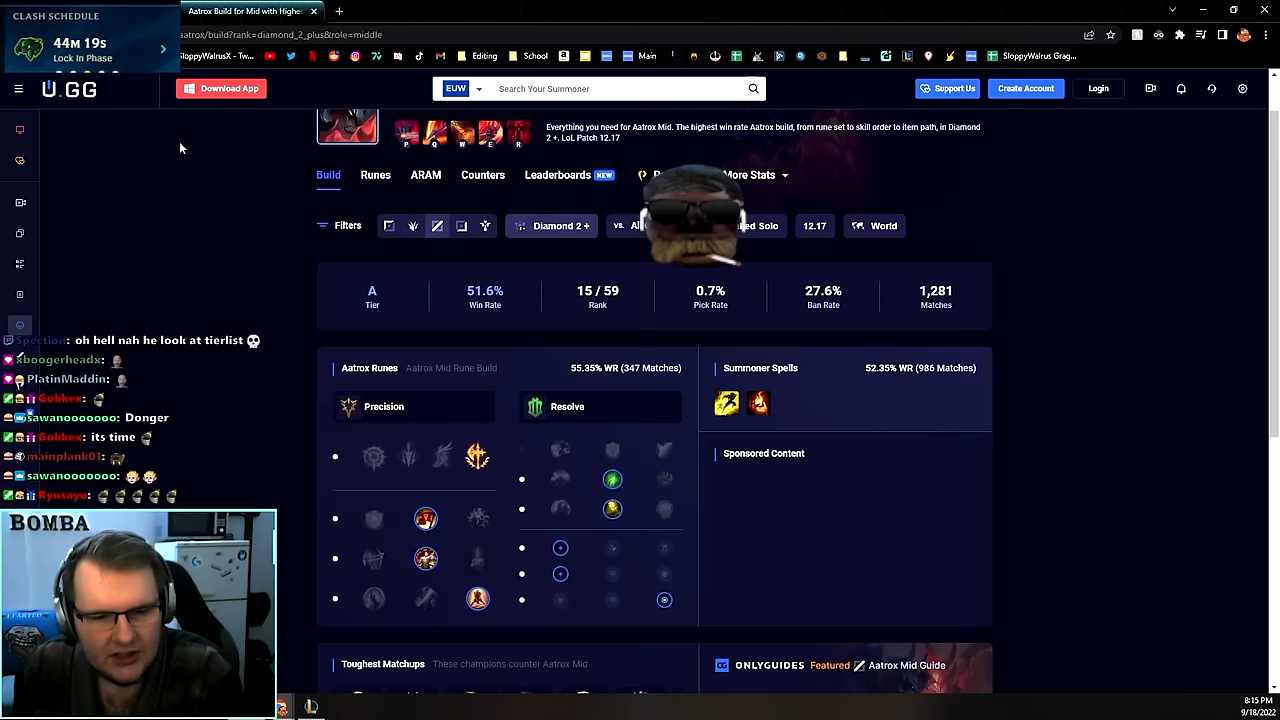 CLASH SCHEDULE
44M 19s
Lock In Phase
Aatrox Build for Mid with Highes
aatrox/build?rank=diamond_2_plus&role=middle
SloppyWalrusX - Editing School Main SloppyWalrus Grag...
U.GG
Download App
EUW Search Your Summoner
Support Us Create Account Login
P Q W E R
Everything you need for Aatrox Mid. The highest win rate Aatrox build, from rune set to skill order to item path, in Diamond
2 +. LoL Patch 12.17
Build Runes ARAM Counters Leaderboards NEW More Stats
Filters Diamond 2 + vs. Solo 12.17 World
A 51.6% 15 / 59 0.7% 27.6% 1,281
Tier Win Rate Rank Pick Rate Ban Rate Matches
Aatrox Runes Aatrox Mid Rune Build 55.35% WR (347 Matches)
Summoner Spells 52.35% WR (986 Matches)
Precision Resolve
Sponsored Content
Toughest Matchups These champions counter Aatrox Mid
ONLYGUIDES Featured Aatrox Mid Guide
Spection: oh hell nah he look at tierlist
xboogerheadx:
PlatinMaddin:
Gokkex:
sawanooooooo: Donger
Gokkex: its time
mainplank01:
sawanooooooo:
Ryusayo:
BOMBA
8:15 PM
9/18/2022